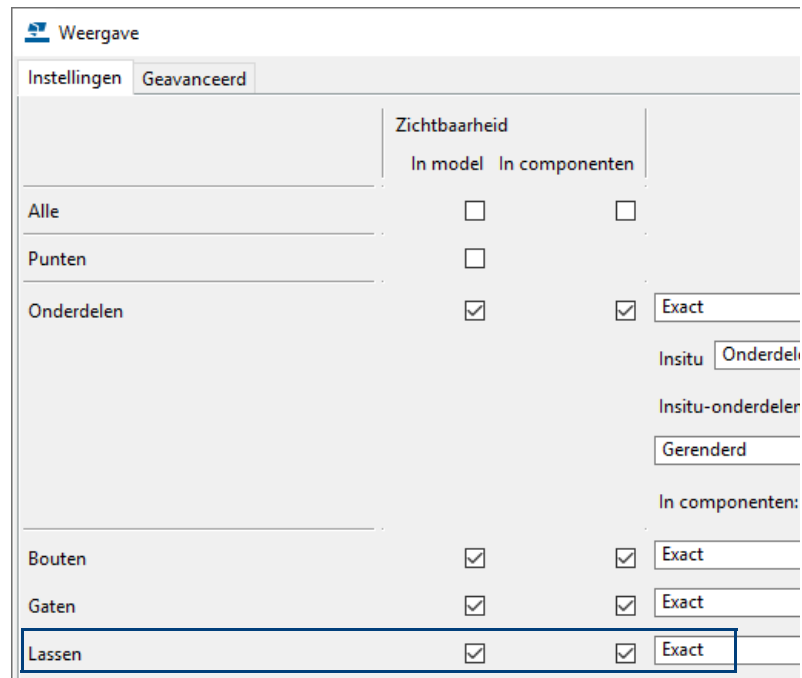 Weergave
Instellingen Geavanceerd
Zichtbaarheid
In model In componenten
Alle
Punten
Onderdelen Exact
Insitu
Insitu-onderdelen
Gerenderd
In componenten:
Bouten Exact
Gaten Exact
Lassen Exact